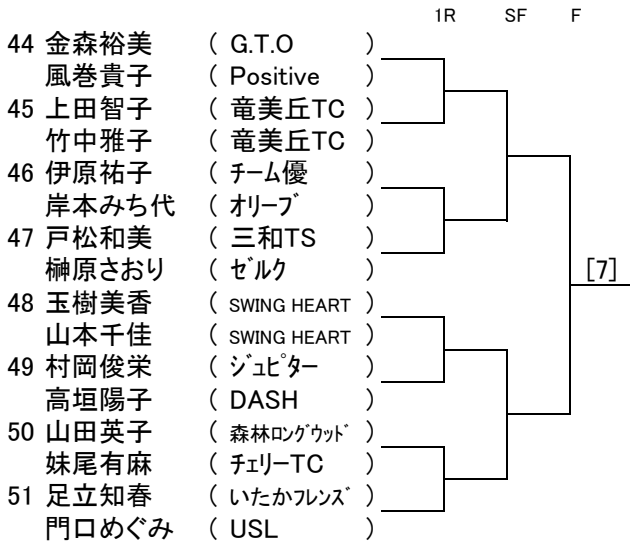 1R SF F
44 金森裕美 ( G.T.O )
風巻貴子 ( Positive )
45 上田智子 ( 竜美丘TC )
竹中雅子 ( 竜美丘TC )
46 伊原祐子 ( ﾁｰﾑ優 )
岸本みち代 ( ｵﾘｰﾌﾞ )
47 戸松和美 ( 三和TS )
榊原さおり ( ｾﾞﾙｸ )
[7]
48 玉樹美香 ( SWING HEART )
山本千佳 ( SWING HEART )
49 村岡俊栄 ( ｼﾞｭﾋﾟﾀｰ )
高垣陽子 ( DASH )
50 山田英子 ( 森林ﾛﾝｸﾞｳｯﾄﾞ )
妹尾有麻 ( ﾁｪﾘｰTC )
51 足立知春 ( いたかﾌﾚﾝｽﾞ )
門口めぐみ ( USL )